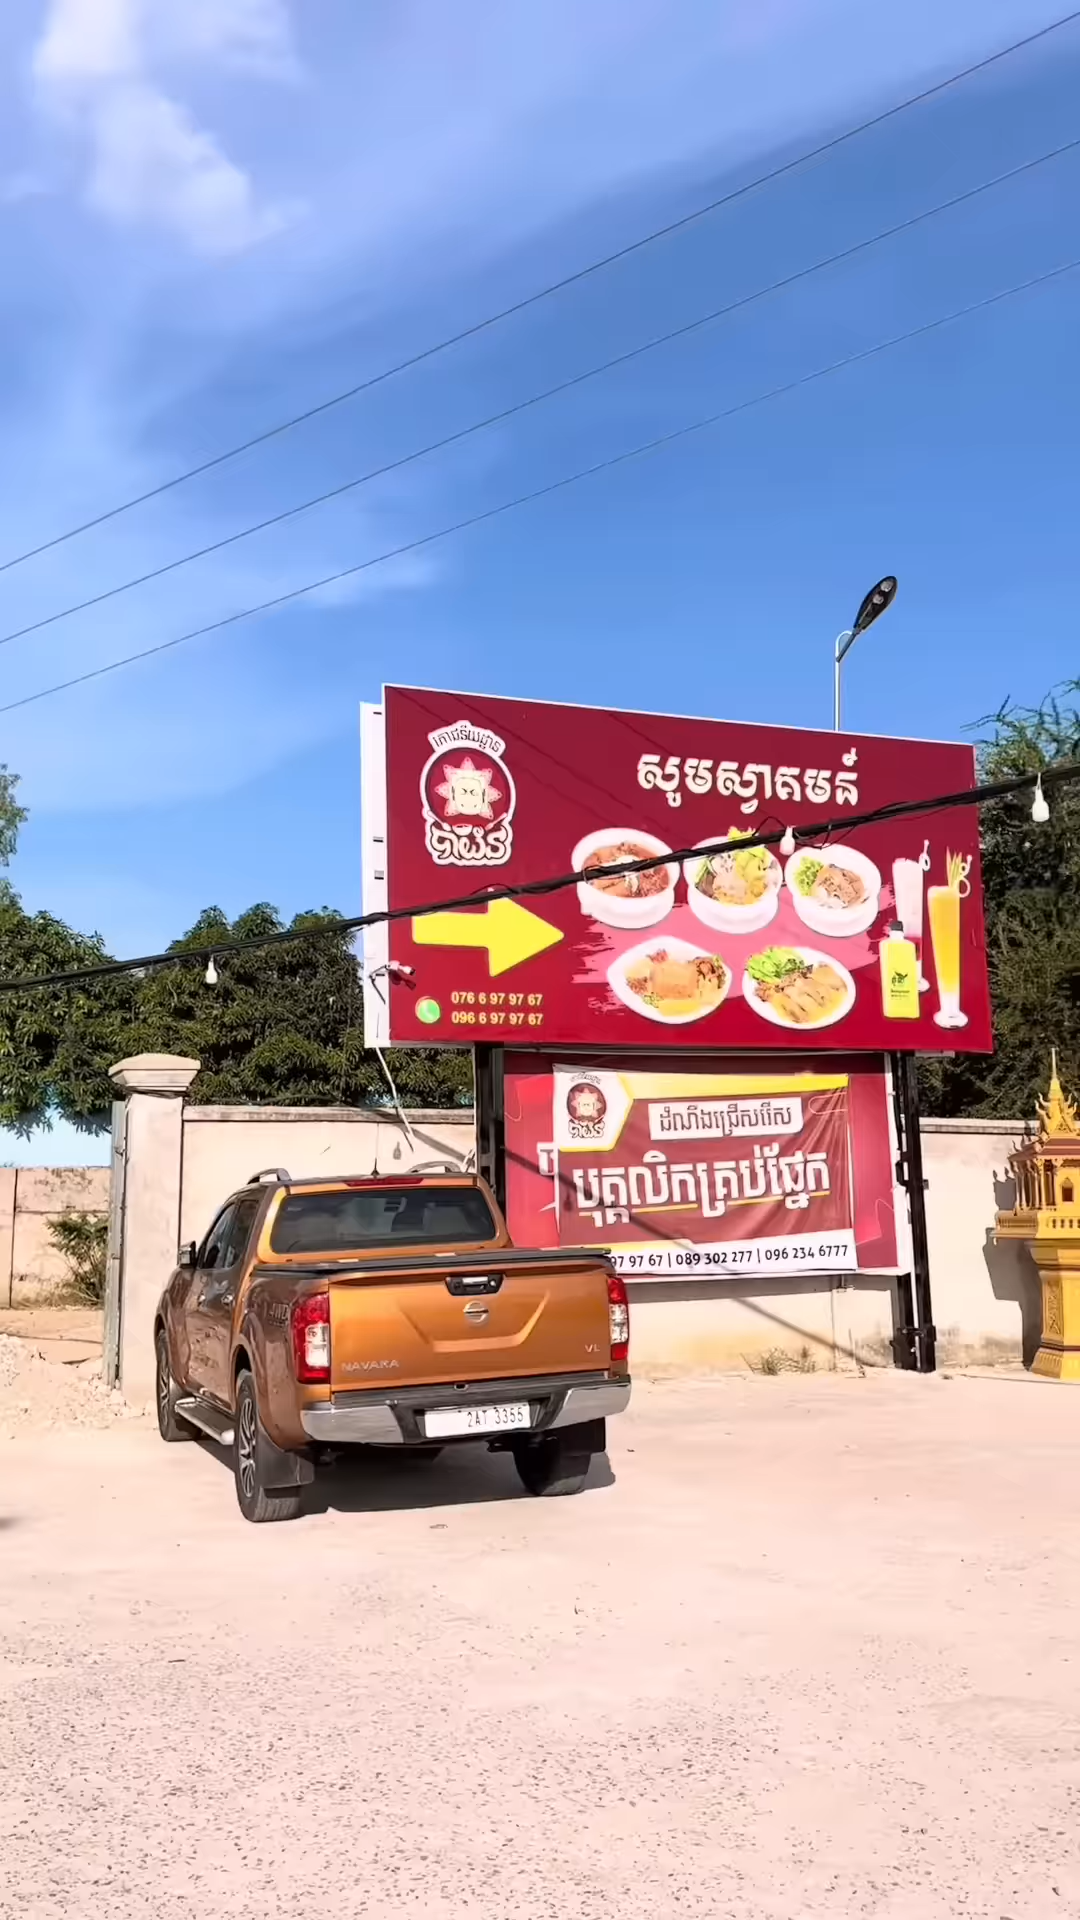 ភោជនីយដ្ឋាន
បាយ័ន
សូមស្វាគមន៍
076 6 97 97 67
096 6 97 97 67
ដំណឹងជ្រើសរើស
បុគ្គលិកគ្រប់ផ្នែក
97 97 67 | 089 302 277 | 096 234 6777
NAVARA
VL
2AT 3355